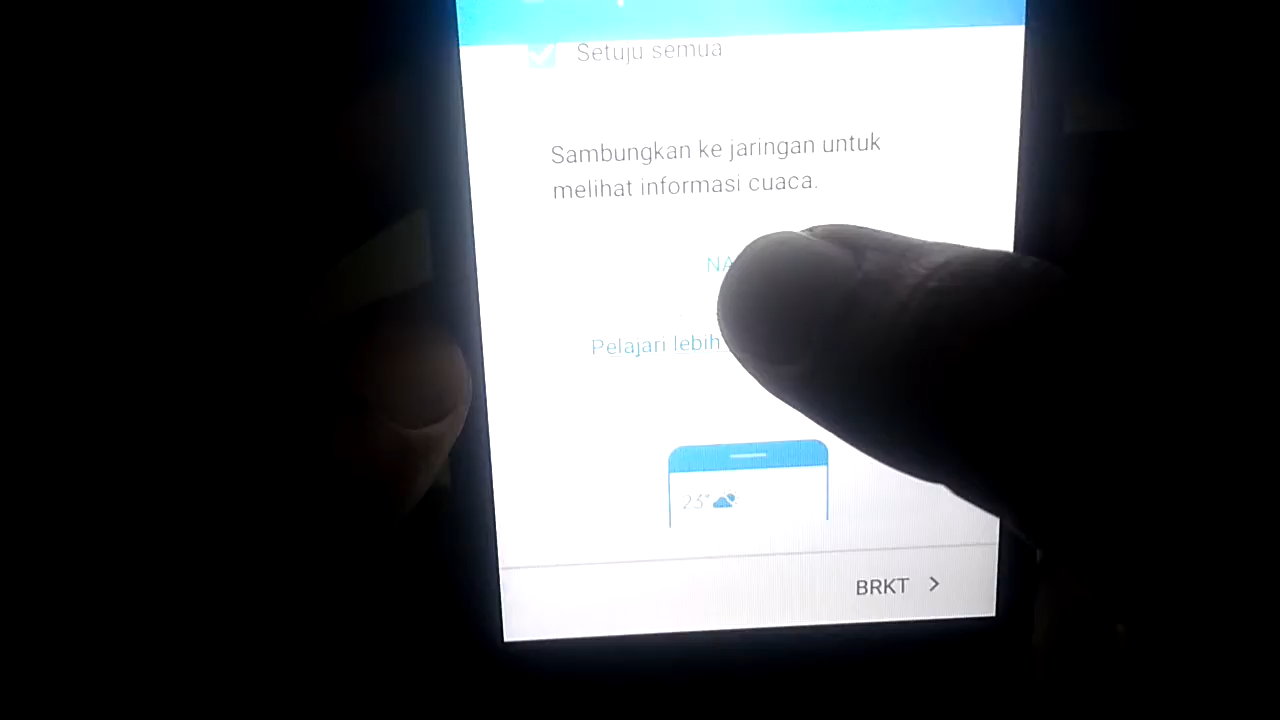 Setuju semua
Sambungkan ke jaringan untuk
melihat informasi cuaca.
Pelajari lebih
23°
BRKT >